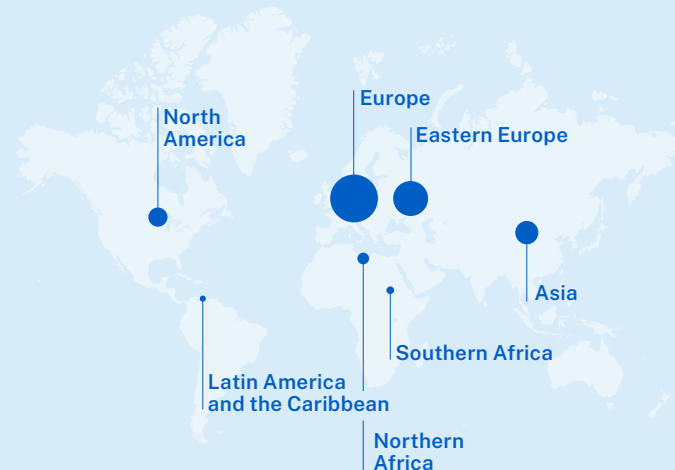 Europe
North
America
Eastern Europe
Asia
Southern Africa
Latin America
and the Caribbean
Northern
Africa